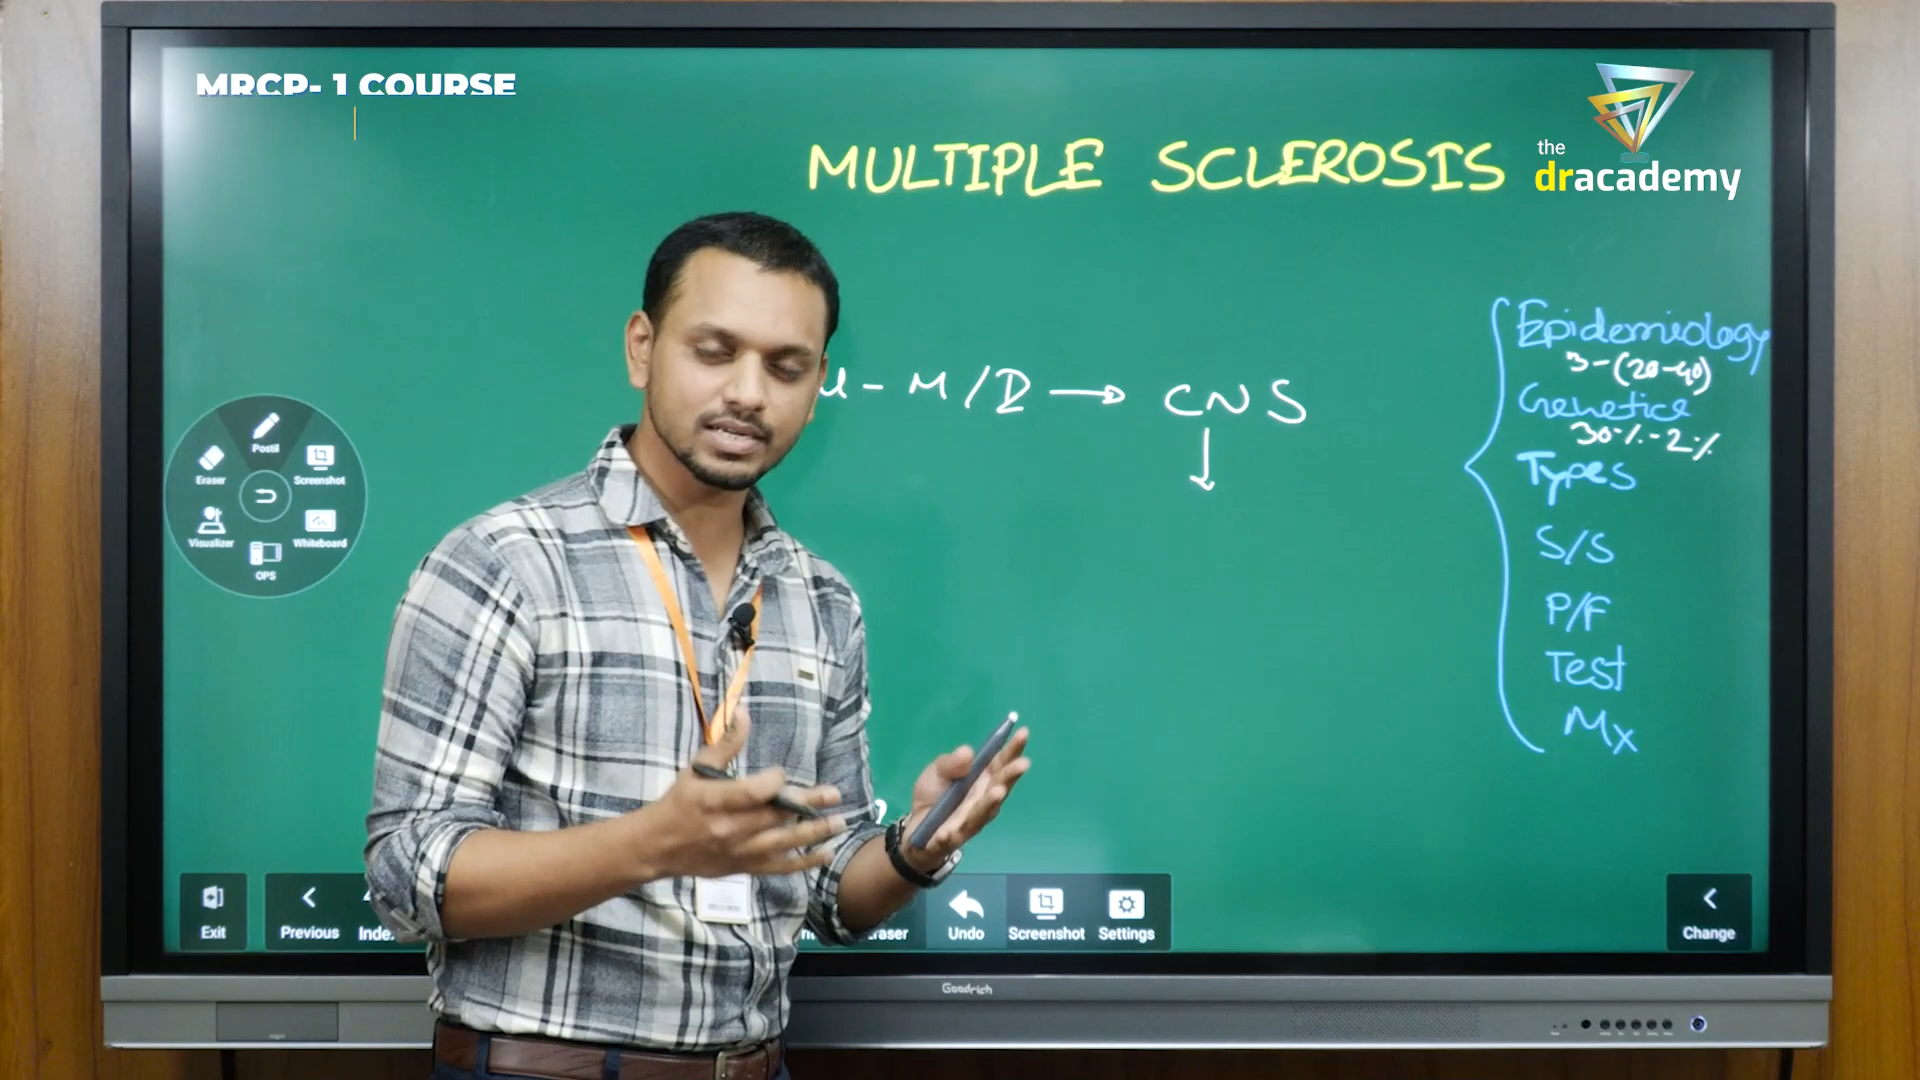 MRCP- 1 COURSE
the
dracademy
MULTIPLE SCLEROSIS
- M/D → CNS
↓
Epidemiology
3-(20-40)
Genetics
30%-2%
Types
S/S
P/F
Test
Mx
Postil
Eraser
Screenshot
Visualizer
Whiteboard
OPS
Exit
Previous
Undo
Screenshot
Settings
Change
Goodrich